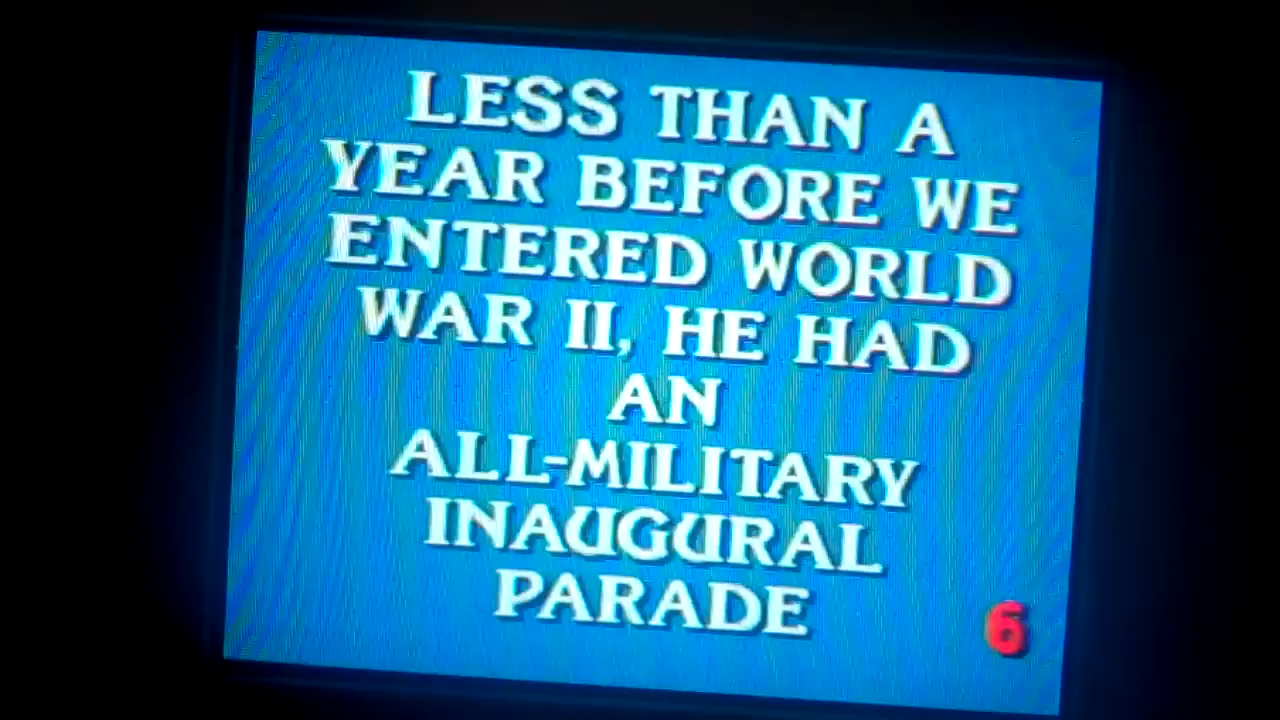 LESS THAN A
YEAR BEFORE WE
ENTERED WORLD
WAR II, HE HAD
AN
ALL-MILITARY
INAUGURAL
PARADE
6